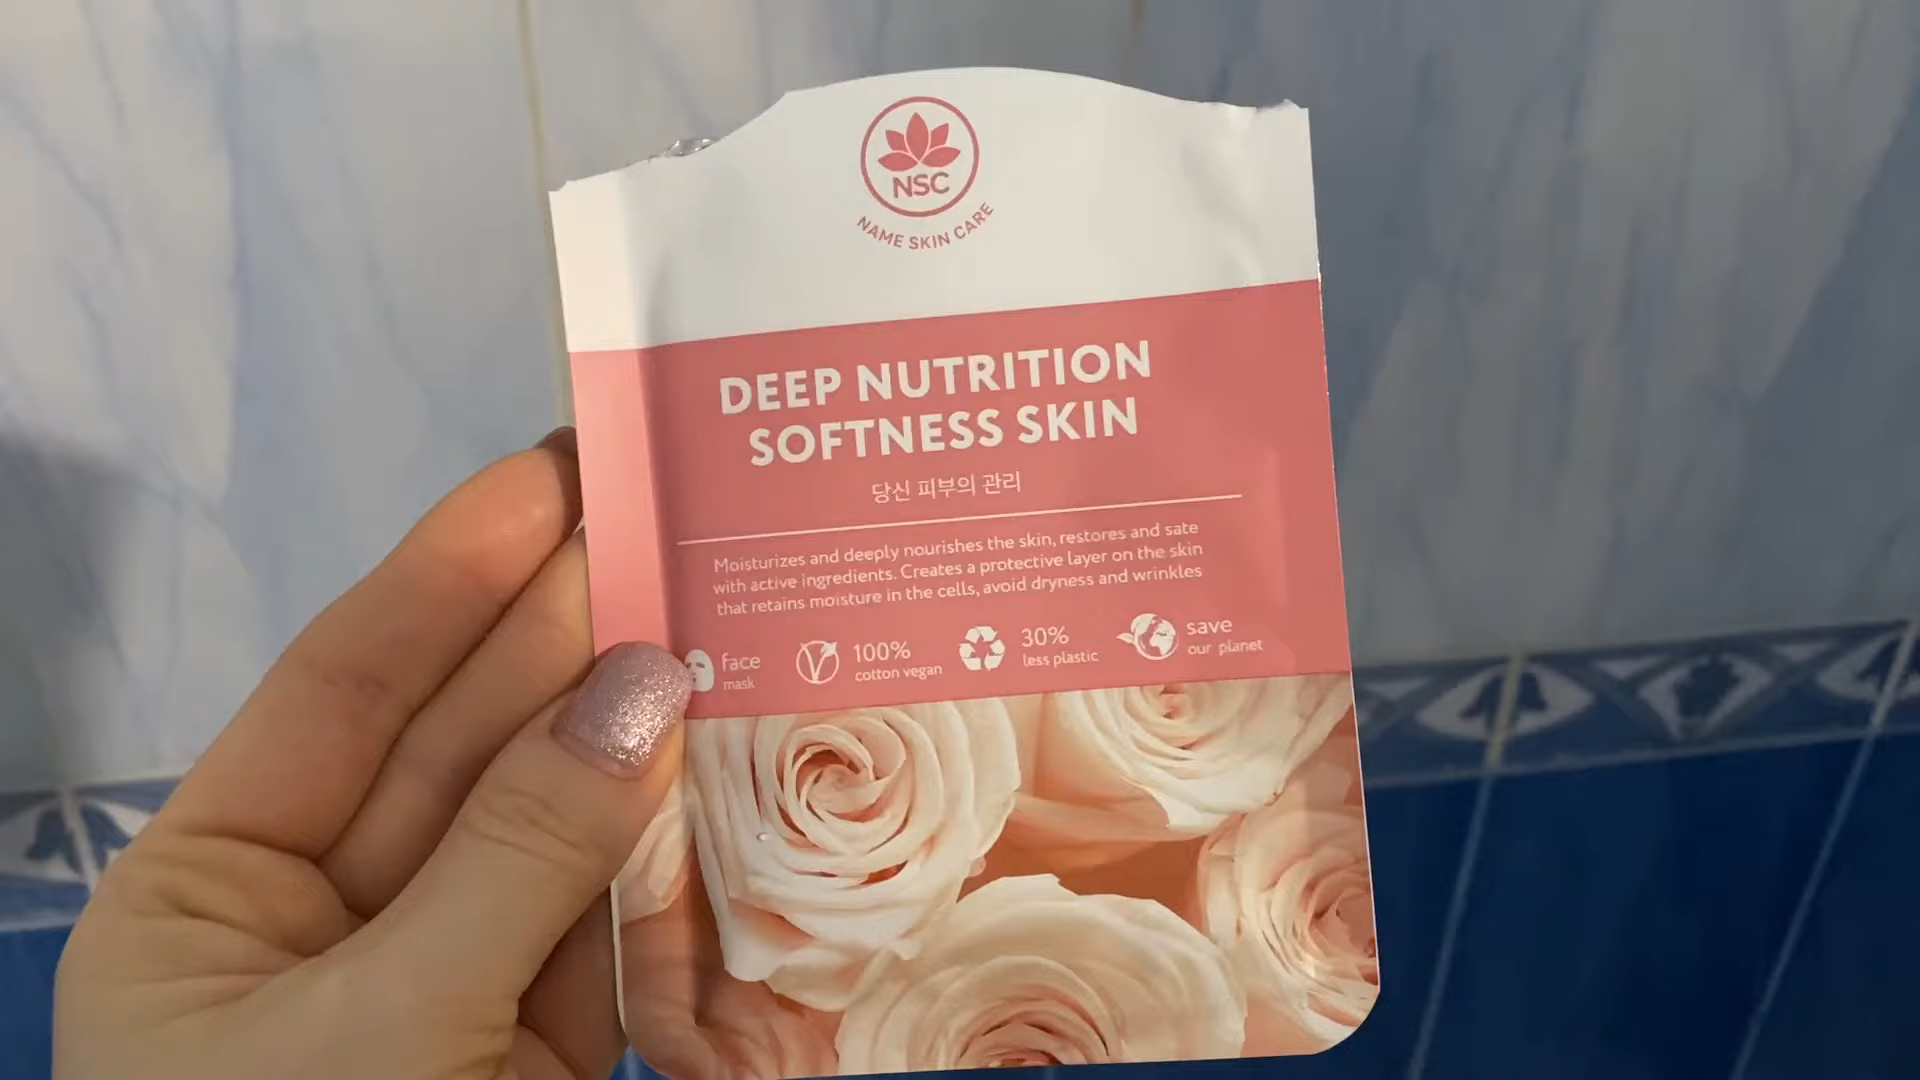 NSC
NAME SKIN CARE
DEEP NUTRITION
SOFTNESS SKIN
당신 피부의 관리
Moisturizes and deeply nourishes the skin, restores and sate
with active ingredients. Creates a protective layer on the skin
that retains moisture in the cells, avoid dryness and wrinkles
face
mask
100%
cotton vegan
30%
less plastic
save
our planet